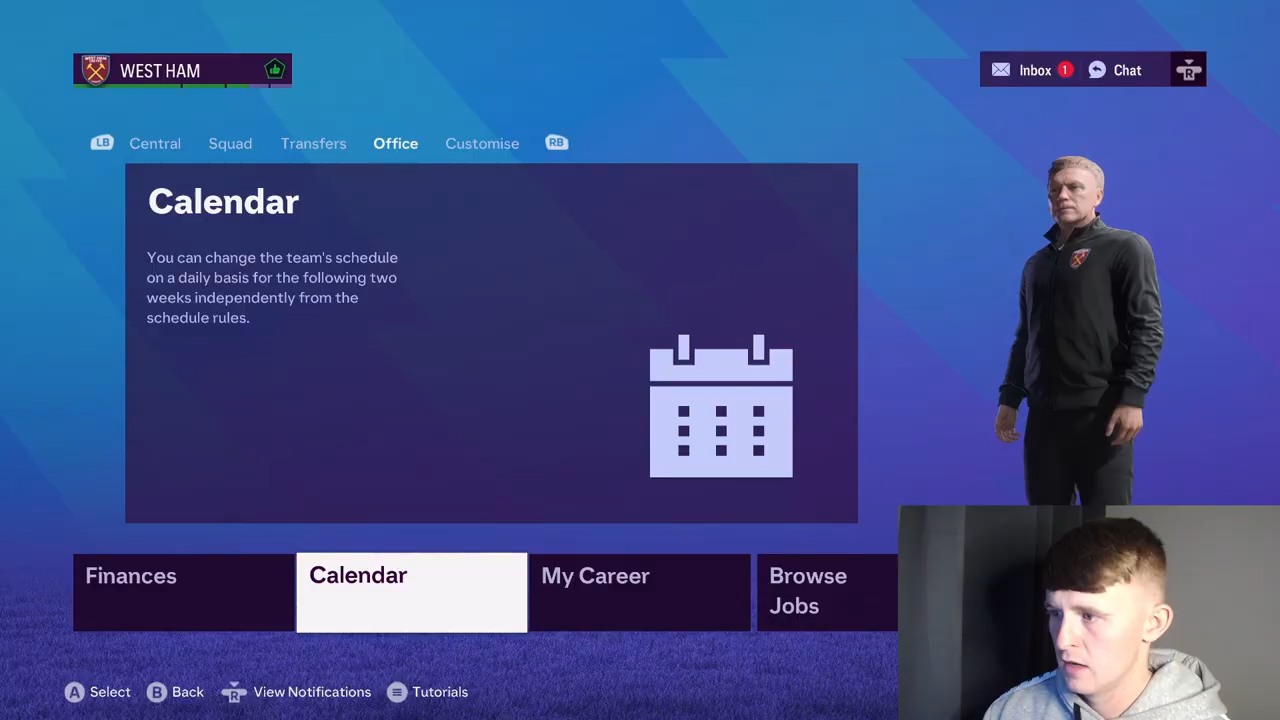 WEST HAM
Inbox 1 Chat R
LB Central Squad Transfers Office Customise RB
Calendar
You can change the team's schedule
on a daily basis for the following two
weeks independently from the
schedule rules.
Finances
Calendar
My Career
Browse
Jobs
A Select B Back R View Notifications Tutorials